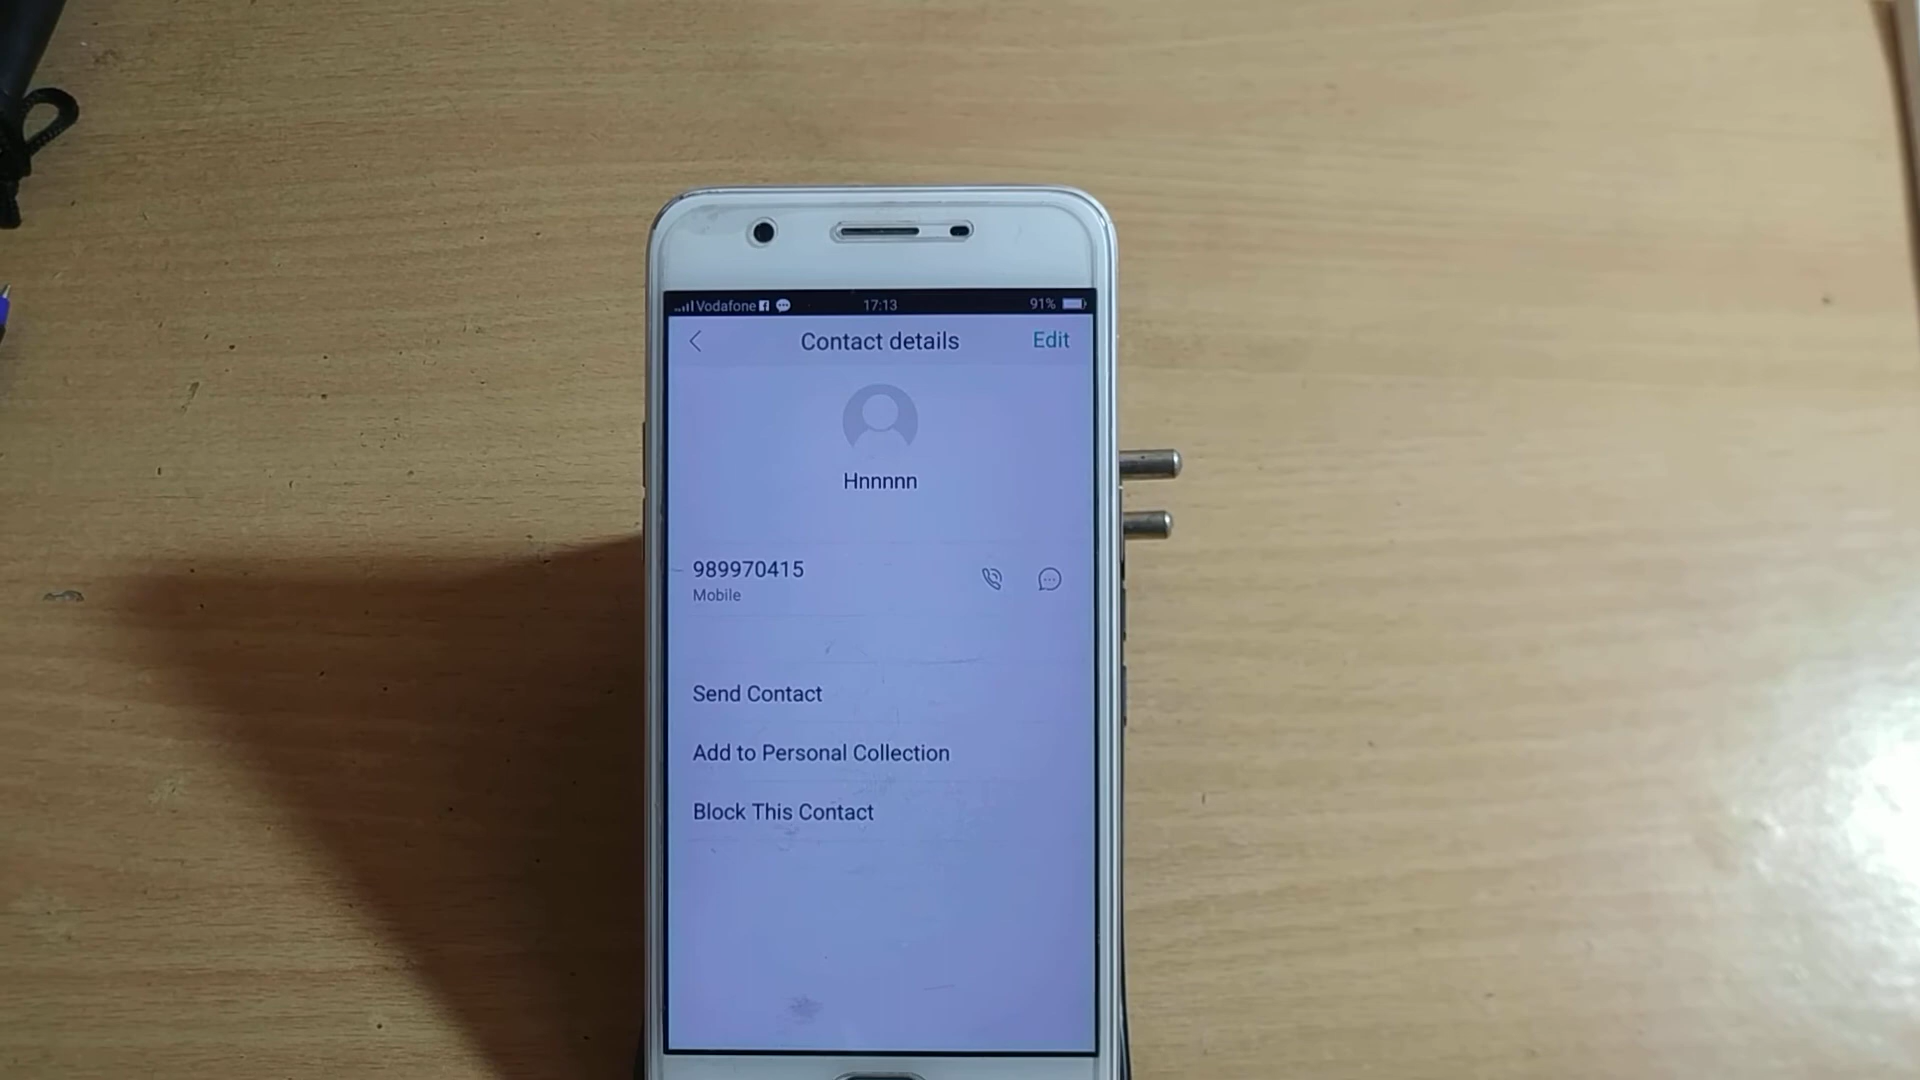 Vodafone 17:13 91%
Contact details Edit
Hnnnnn
989970415
Mobile
Send Contact
Add to Personal Collection
Block This Contact